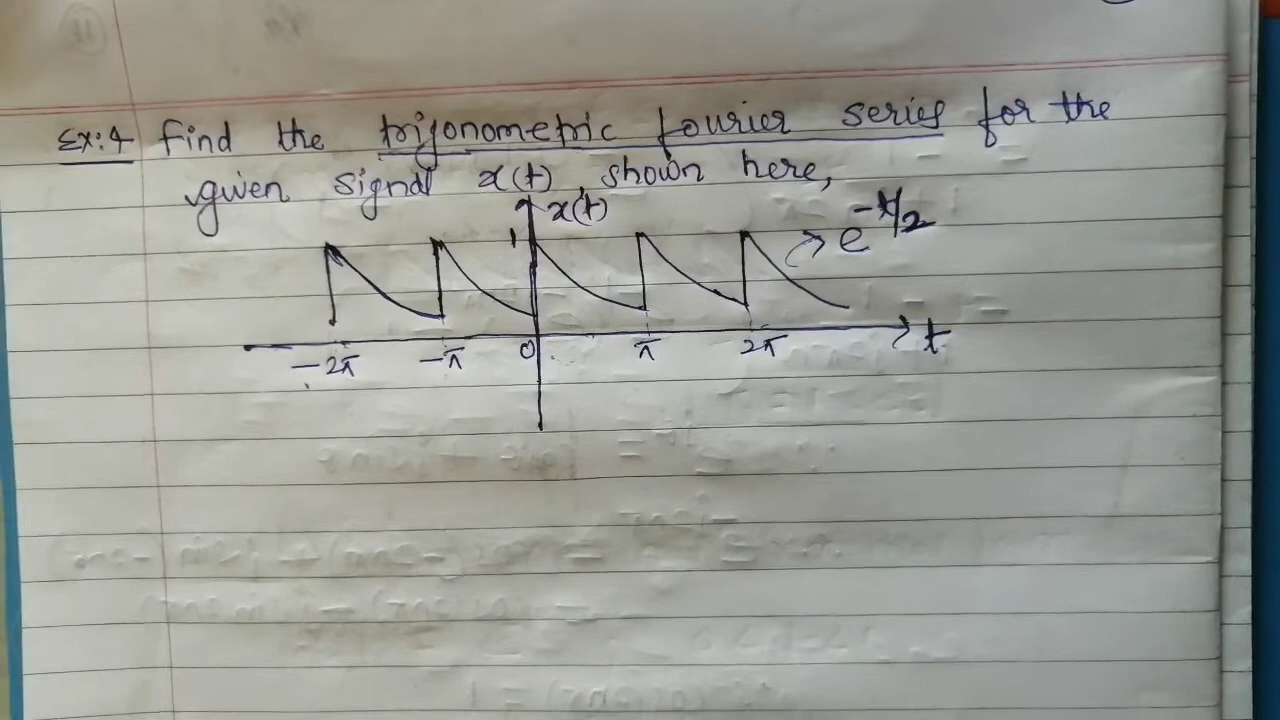 Ex:4 Find the trigonometric fourier series for the
given signal x(t), shown here,
x(t)
1
e^{-t/2}
-2π -π 0 π 2π t